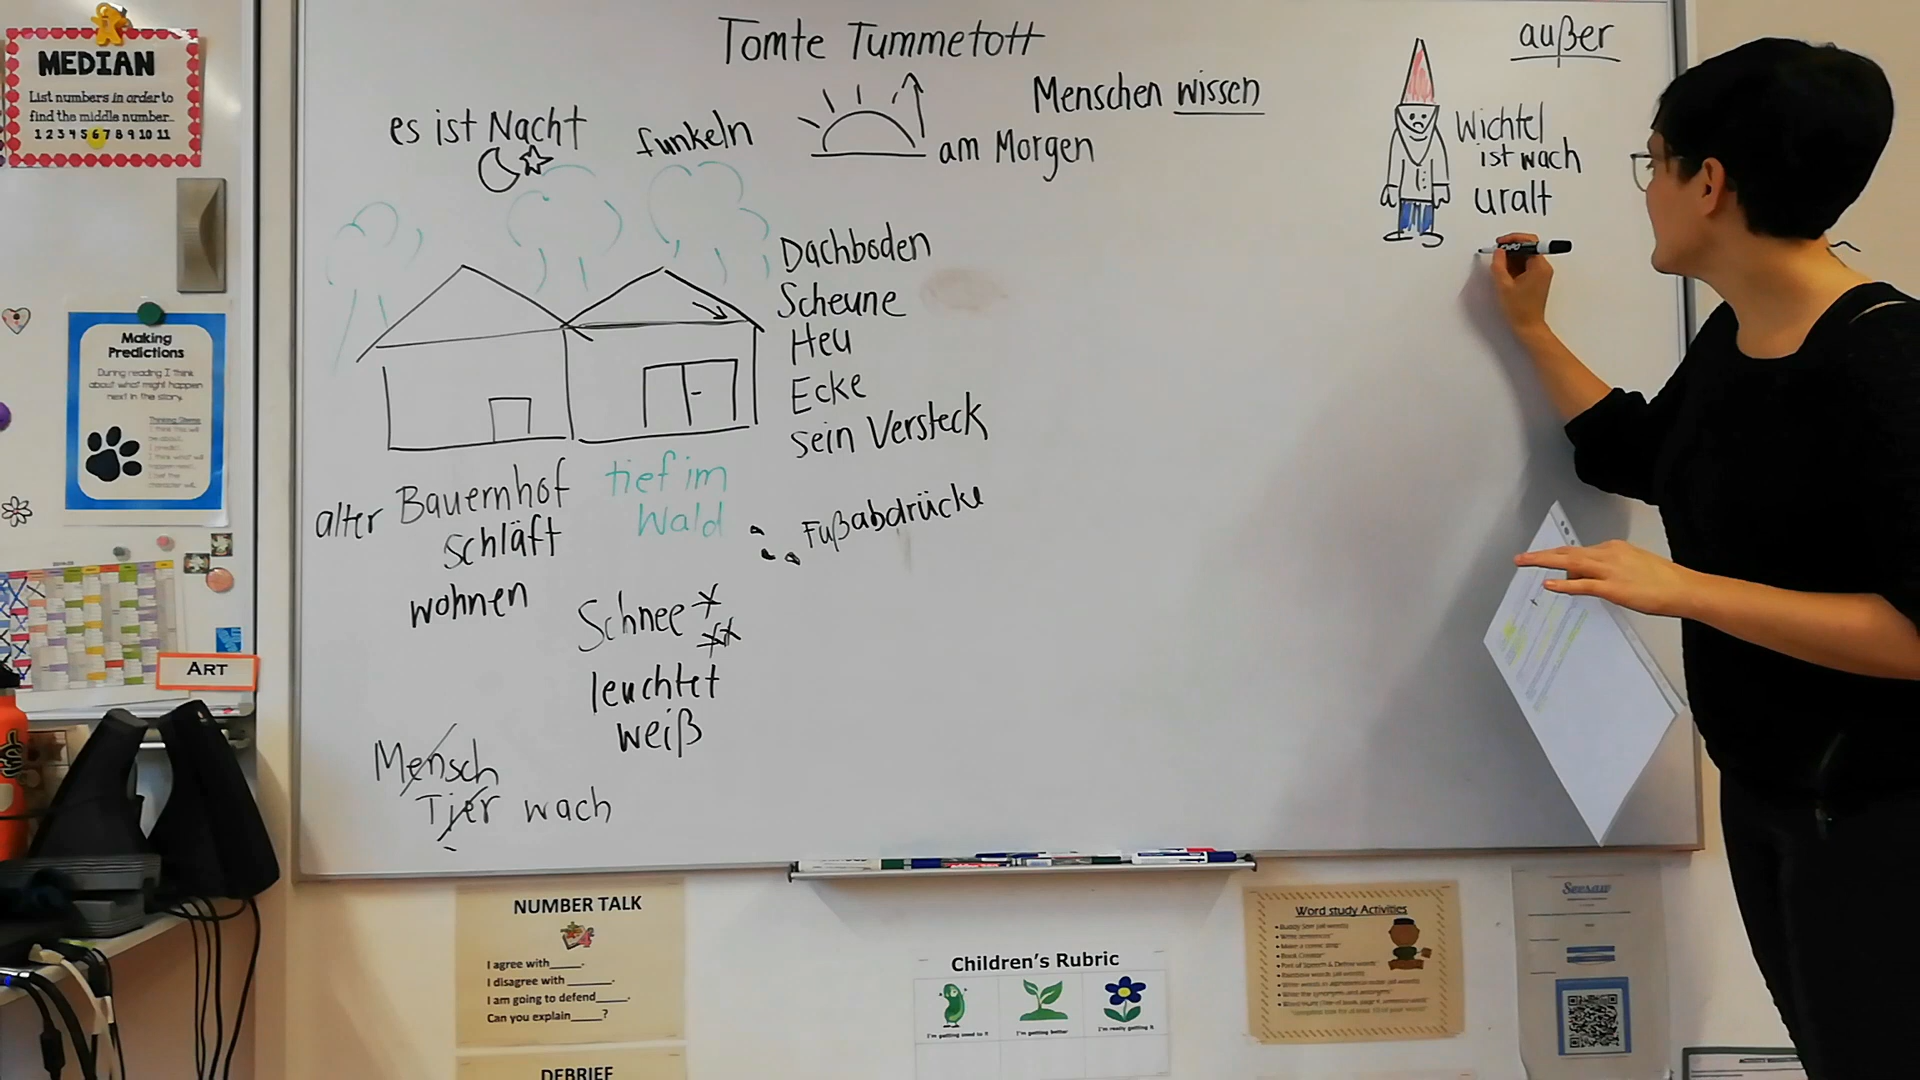 Tomte Tummetott
außer
es ist Nacht
funkeln
am Morgen
Menschen wissen
Wichtel
ist wach
uralt
Dachboden
Scheune
Heu
Ecke
sein Versteck
Fußabdrücke
alter Bauernhof
schläft
wohnen
tief im
Wald
Schnee
leuchtet
weiß
Mensch
Tier wach
MEDIAN
List numbers in order to
find the middle number...
1 2 3 4 5 6 7 8 9 10 11
Making
Predictions
During reading I think
about what might happen
next in the story.
Thinking Stems
ART
NUMBER TALK
I agree with_____.
I disagree with ______.
I am going to defend____.
Can you explain____?
DEBRIEF
Children's Rubric
I'm getting used to it
I'm getting better
I'm really getting it
Word study Activities
Seesaw